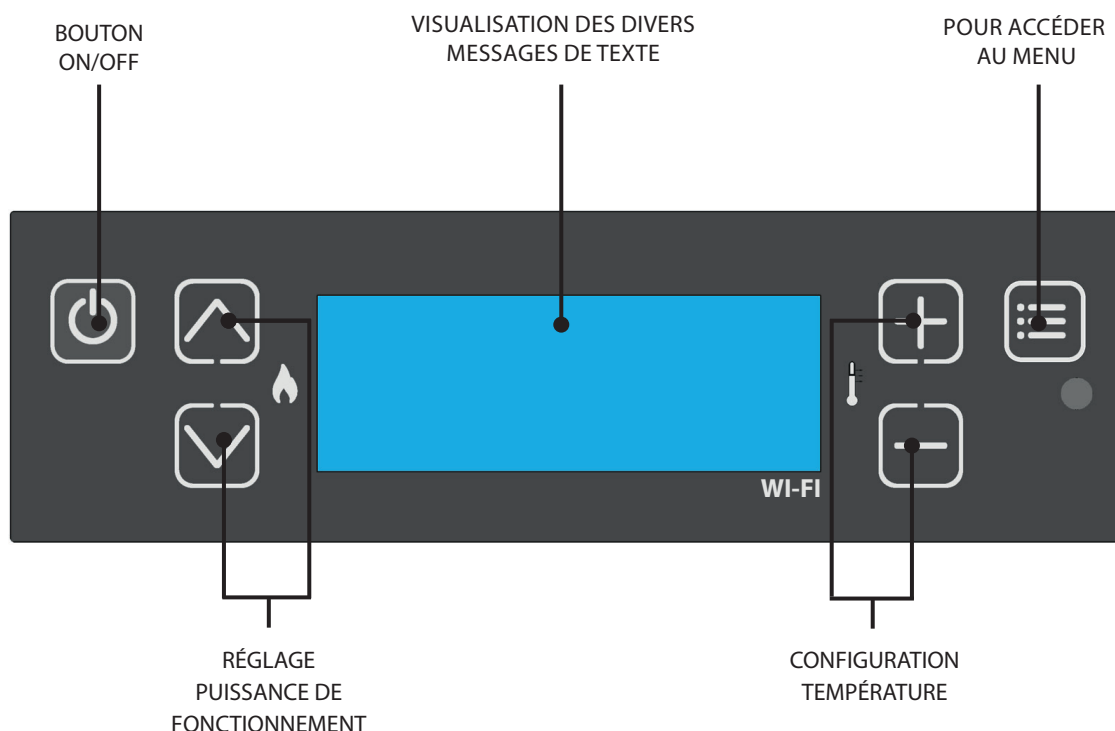 BOUTON
ON/OFF
VISUALISATION DES DIVERS
MESSAGES DE TEXTE
POUR ACCÉDER
AU MENU
WI-FI
RÉGLAGE
PUISSANCE DE
FONCTIONNEMENT
CONFIGURATION
TEMPÉRATURE